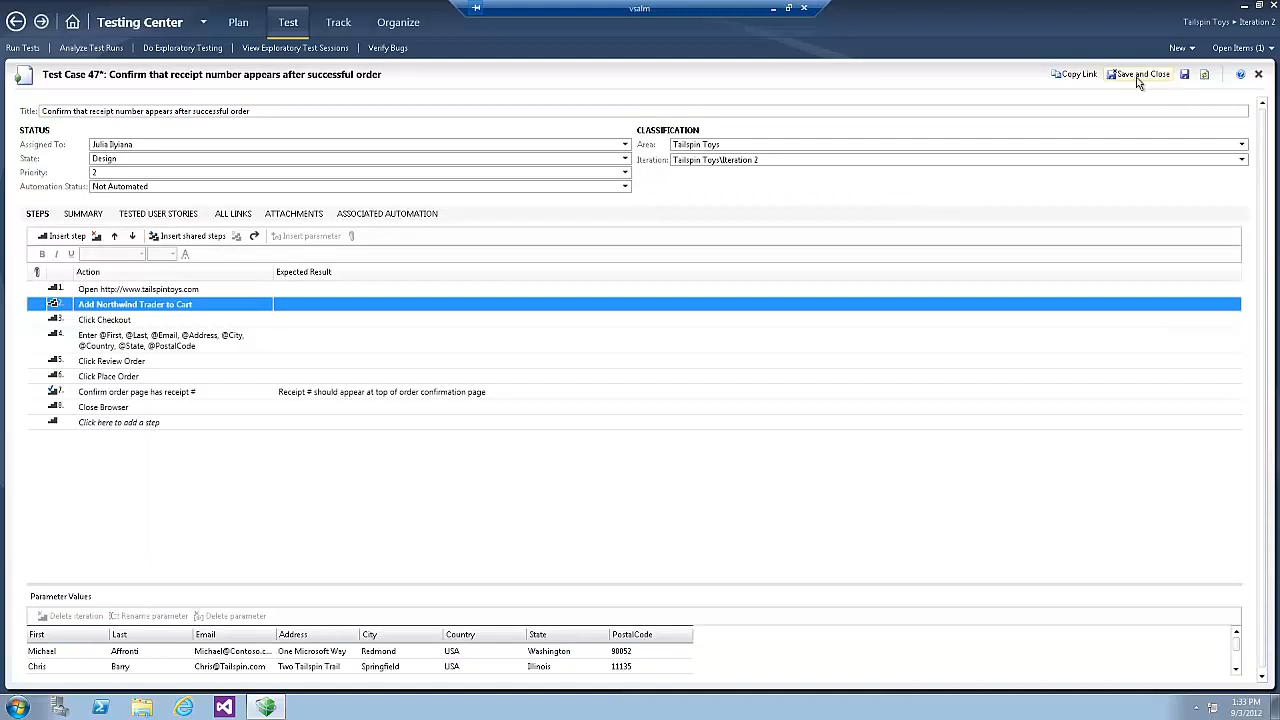 vsalm
Testing Center Plan Test Track Organize
Tailspin Toys ▸ Iteration 2
Run Tests Analyze Test Runs Do Exploratory Testing View Exploratory Test Sessions Verify Bugs
New Open Items (1)
Test Case 47*: Confirm that receipt number appears after successful order
Copy Link Save and Close
Title: Confirm that receipt number appears after successful order
STATUS CLASSIFICATION
Assigned To: Julia Ilyiana Area: Tailspin Toys
State: Design Iteration: Tailspin Toys\Iteration 2
Priority: 2
Automation Status: Not Automated
STEPS SUMMARY TESTED USER STORIES ALL LINKS ATTACHMENTS ASSOCIATED AUTOMATION
Insert step Insert shared steps Insert parameter
B I U A
Action Expected Result
1. Open http://www.tailspintoys.com
2. Add Northwind Trader to Cart
3. Click Checkout
4. Enter @First, @Last, @Email, @Address, @City,
@Country, @State, @PostalCode
5. Click Review Order
6. Click Place Order
7. Confirm order page has receipt # Receipt # should appear at top of order confirmation page
8. Close Browser
Click here to add a step
Parameter Values
Delete iteration Rename parameter Delete parameter
First Last Email Address City Country State PostalCode
Michael Affronti Michael@Contoso.c... One Microsoft Way Redmond USA Washington 98052
Chris Barry Chris@Tailspin.com Two Tailspin Trail Springfield USA Illinois 11135
1:33 PM
9/3/2012